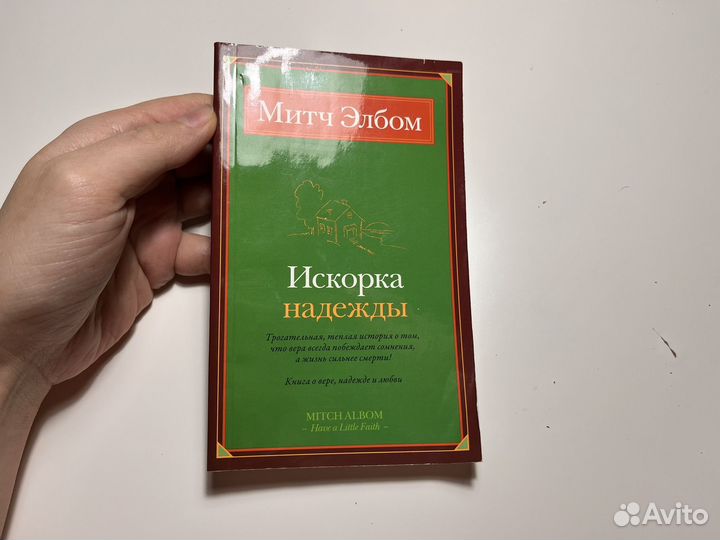 Митч Элбом
Искорка
надежды
Трогательная, теплая история о том,
что вера всегда побеждает сомнения,
а жизнь сильнее смерти!
Книга о вере, надежде и любви
MITCH ALBOM
– Have a Little Faith –
Avito